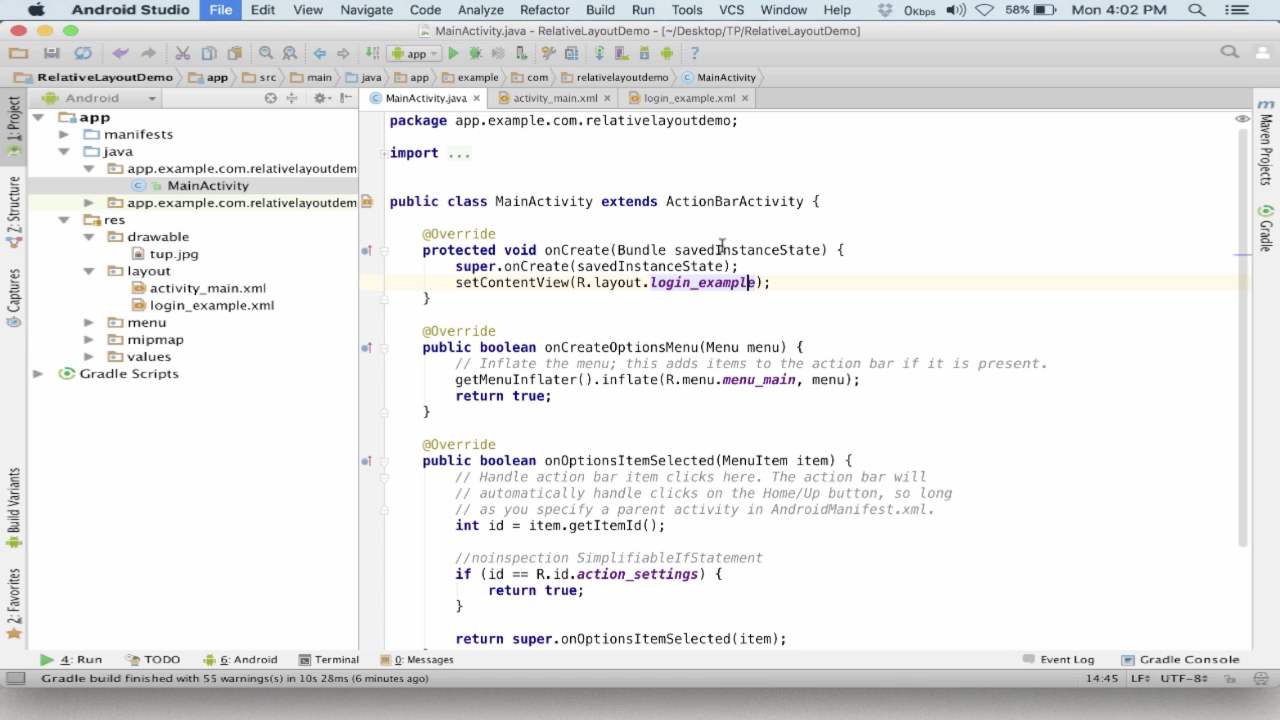 Android Studio File Edit View Navigate Code Analyze Refactor Build Run Tools VCS Window Help 0Kbps 58% Mon 4:02 PM
MainActivity.java - RelativeLayoutDemo - [~/Desktop/TP/RelativeLayoutDemo]
app
RelativeLayoutDemo app src main java app example com relativelayoutdemo MainActivity
Android
MainActivity.java activity_main.xml login_example.xml
1: Project
Z: Structure
Captures
Build Variants
2: Favorites
app
manifests
java
app.example.com.relativelayoutdem
MainActivity
app.example.com.relativelayoutdem
res
drawable
tup.jpg
layout
activity_main.xml
login_example.xml
menu
mipmap
values
Gradle Scripts
package app.example.com.relativelayoutdemo;
import ...
public class MainActivity extends ActionBarActivity {
@Override
protected void onCreate(Bundle savedInstanceState) {
super.onCreate(savedInstanceState);
setContentView(R.layout.login_example);
}
@Override
public boolean onCreateOptionsMenu(Menu menu) {
// Inflate the menu; this adds items to the action bar if it is present.
getMenuInflater().inflate(R.menu.menu_main, menu);
return true;
}
@Override
public boolean onOptionsItemSelected(MenuItem item) {
// Handle action bar item clicks here. The action bar will
// automatically handle clicks on the Home/Up button, so long
// as you specify a parent activity in AndroidManifest.xml.
int id = item.getItemId();
//noinspection SimplifiableIfStatement
if (id == R.id.action_settings) {
return true;
}
return super.onOptionsItemSelected(item);
m
Maven Projects
Gradle
4: Run TODO 6: Android Terminal 0: Messages Event Log Gradle Console
Gradle build finished with 55 warnings(s) in 10s 28ms (6 minutes ago) 14:45 LF UTF-8